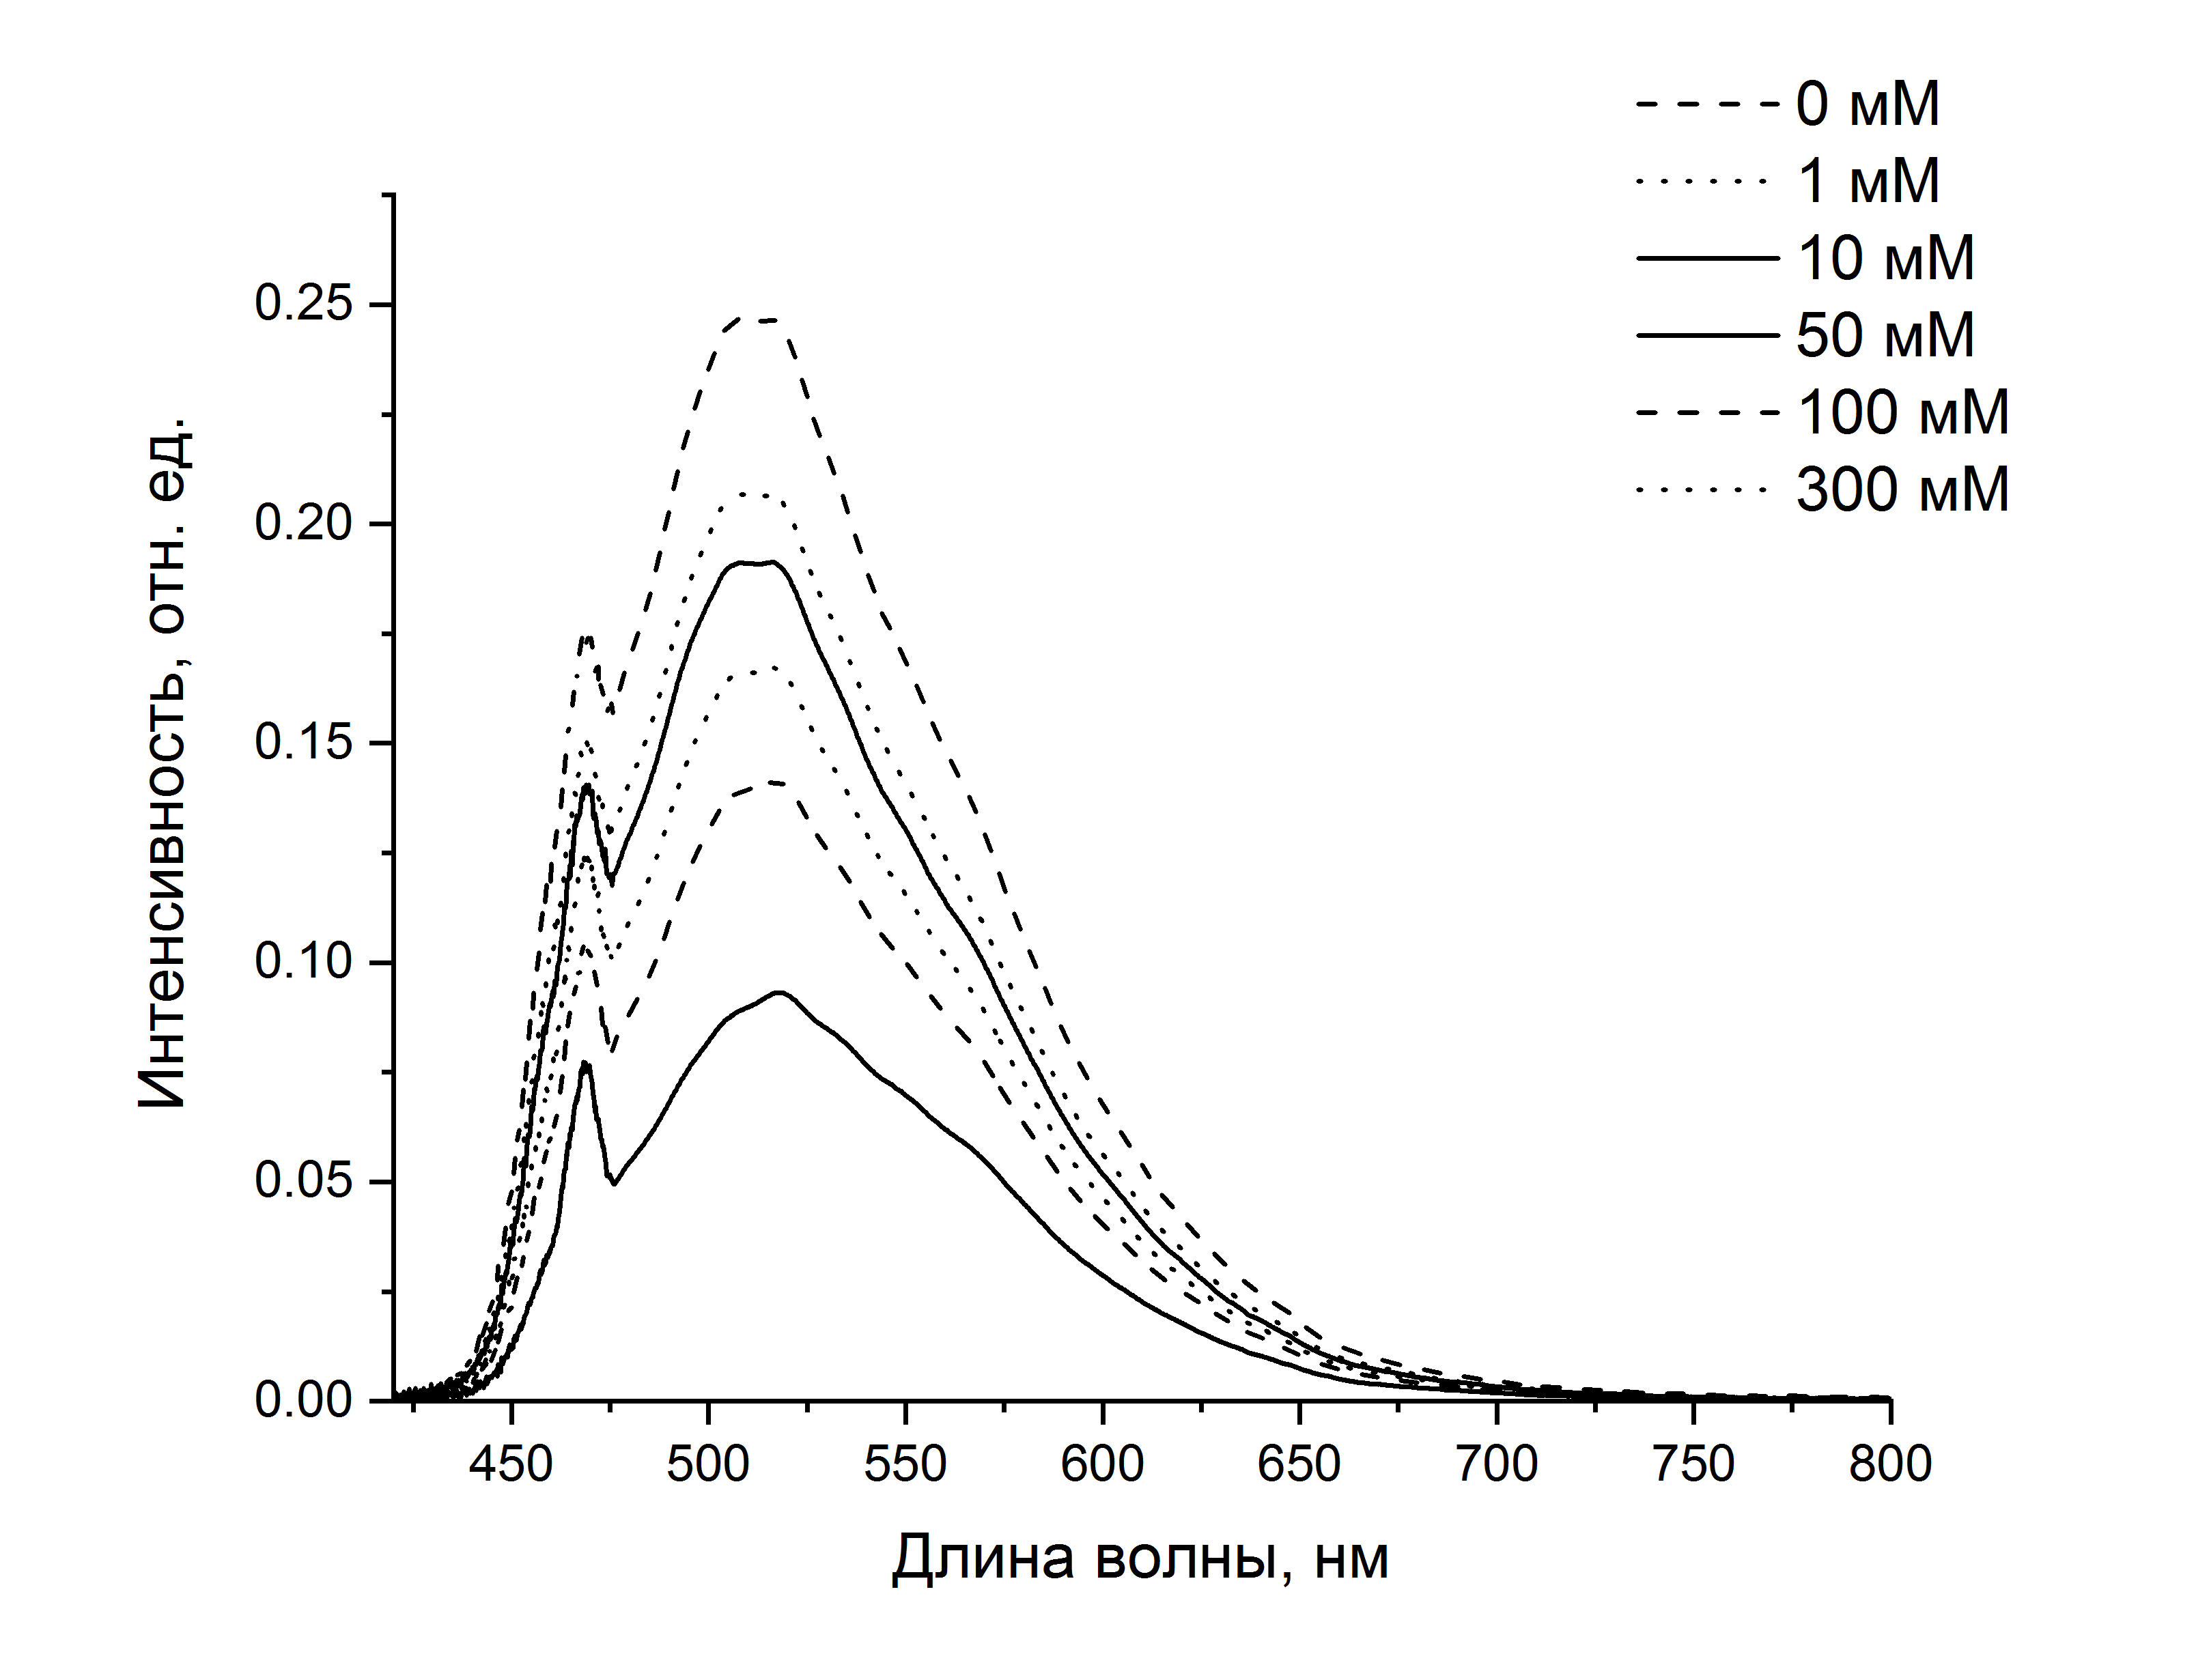 0 мМ
1 мМ
10 мМ
50 мМ
100 мМ
300 мМ
Интенсивность, отн. ед.
0.25
0.20
0.15
0.10
0.05
0.00
450 500 550 600 650 700 750 800
Длина волны, нм